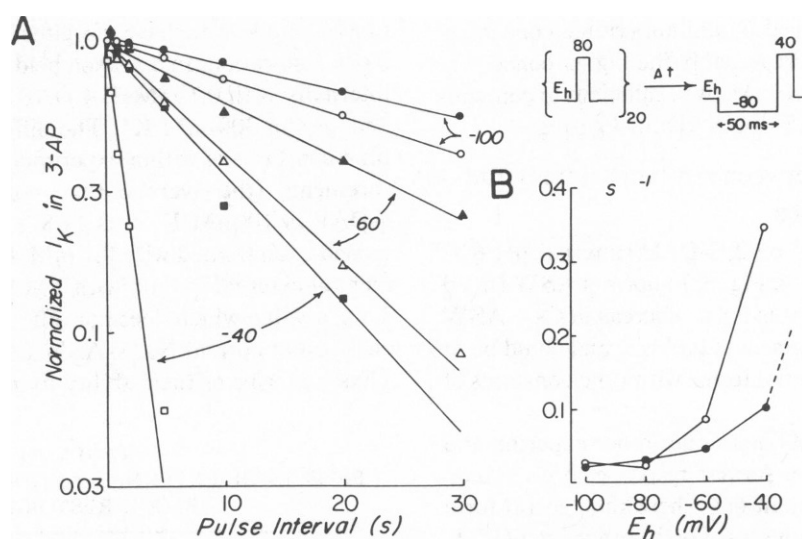 A
1.0
0.3
0.1
0.03
Normalized I_K in 3-AP
-100
-60
-40
10 20 30
Pulse Interval (s)
80
E_h
20
Δt
E_h
-80
50 ms
40
B
0.4 s⁻¹
0.3
0.2
0.1
-100 -80 -60 -40
E_h (mV)